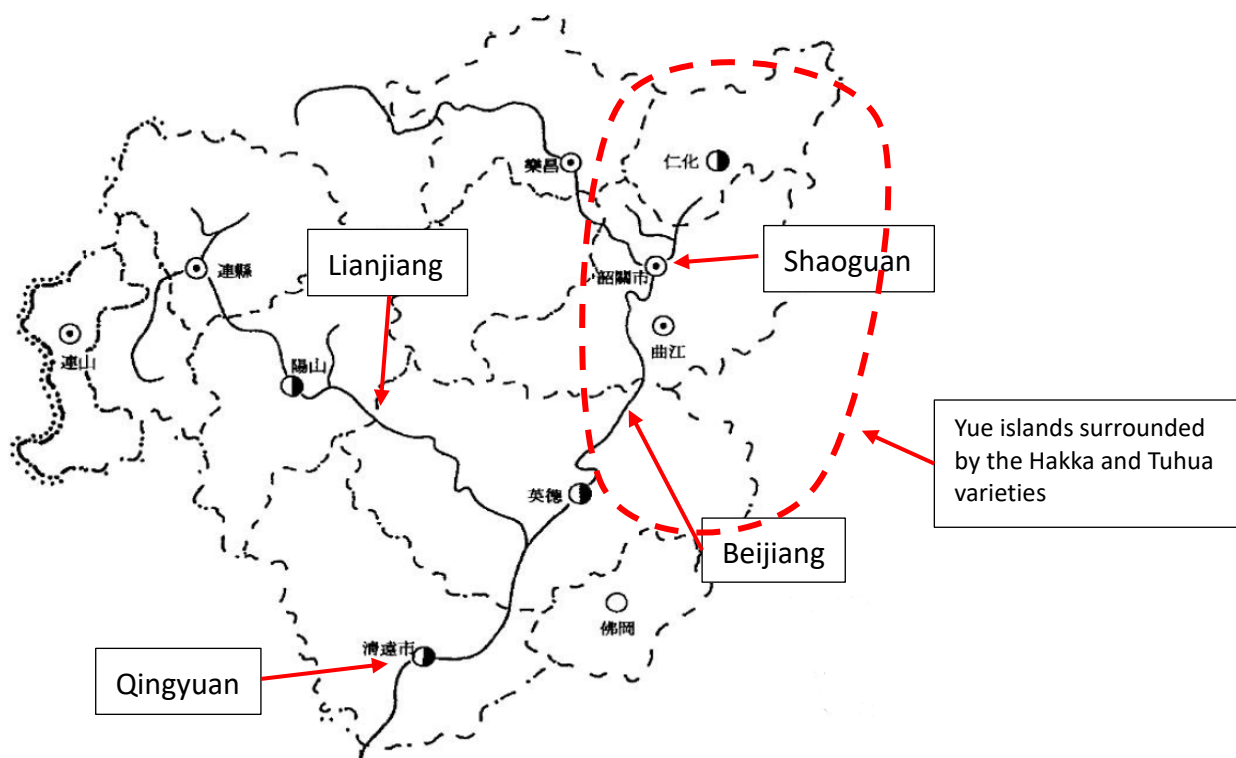 樂昌
仁化
連縣
Lianjiang
韶關市
Shaoguan
連山
陽山
曲江
Yue islands surrounded
by the Hakka and Tuhua
varieties
英德
Beijiang
佛岡
清遠市
Qingyuan